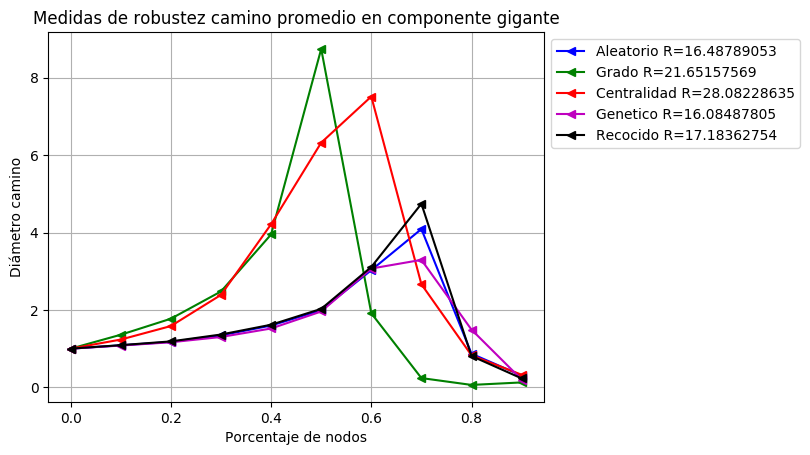 Medidas de robustez camino promedio en componente gigante
Aleatorio R=16.48789053
Grado R=21.65157569
Centralidad R=28.08228635
Genetico R=16.08487805
Recocido R=17.18362754
Diámetro camino
8
6
4
2
0
0.0 0.2 0.4 0.6 0.8
Porcentaje de nodos